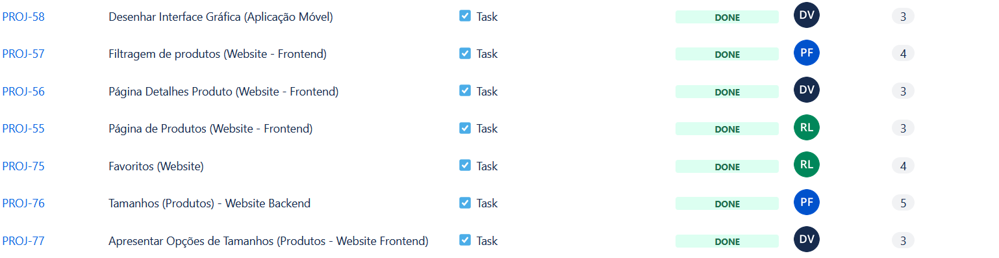 PROJ-58 Desenhar Interface Gráfica (Aplicação Móvel) Task DONE DV 3
PROJ-57 Filtragem de produtos (Website - Frontend) Task DONE PF 4
PROJ-56 Página Detalhes Produto (Website - Frontend) Task DONE DV 3
PROJ-55 Página de Produtos (Website - Frontend) Task DONE RL 3
PROJ-75 Favoritos (Website) Task DONE RL 4
PROJ-76 Tamanhos (Produtos) - Website Backend Task DONE PF 5
PROJ-77 Apresentar Opções de Tamanhos (Produtos - Website Frontend) Task DONE DV 3